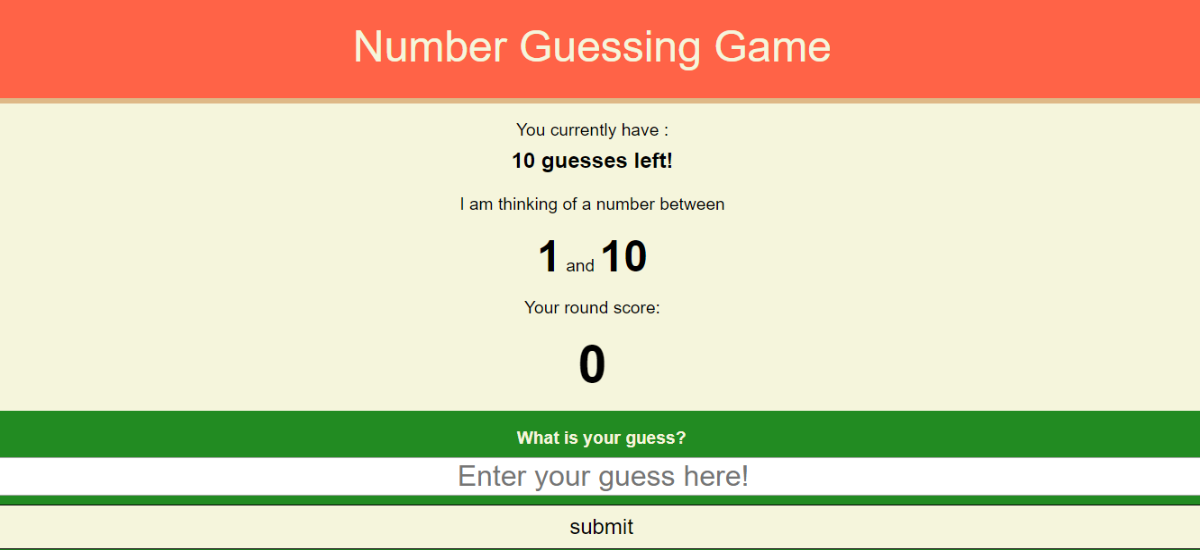 Number Guessing Game
You currently have :
10 guesses left!
I am thinking of a number between
1 and 10
Your round score:
0
What is your guess?
Enter your guess here!
submit